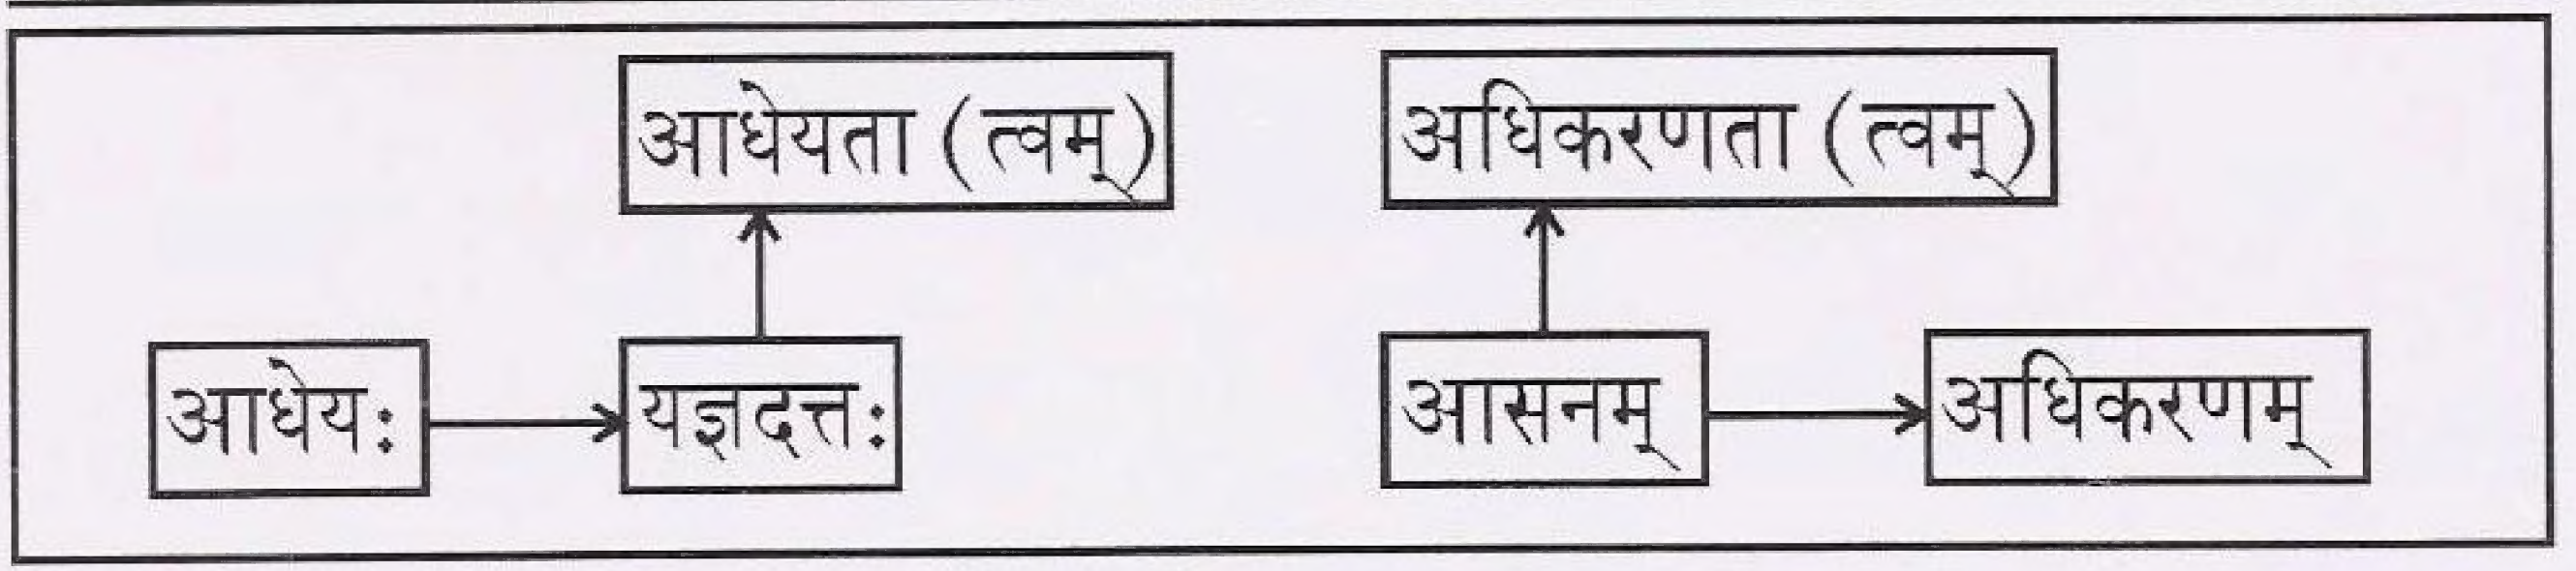 आधेयता (त्वम्) अधिकरणता (त्वम्)
आधेयः यज्ञदत्तः आसनम् अधिकरणम्